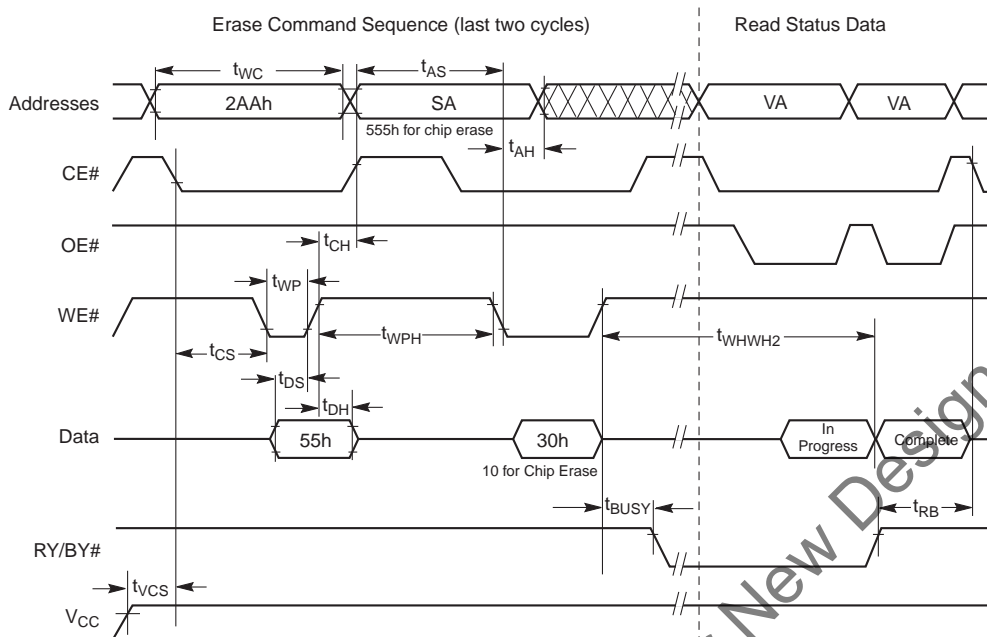 Erase Command Sequence (last two cycles)
Read Status Data
tWC
tAS
Addresses
2AAh
SA
VA
VA
555h for chip erase
tAH
CE#
OE#
tCH
tWP
WE#
tWPH
tWHWH2
tCS
tDS
tDH
Data
55h
30h
In
Progress
Complete
10 for Chip Erase
tBUSY
tRB
RY/BY#
tVCS
VCC
New Design